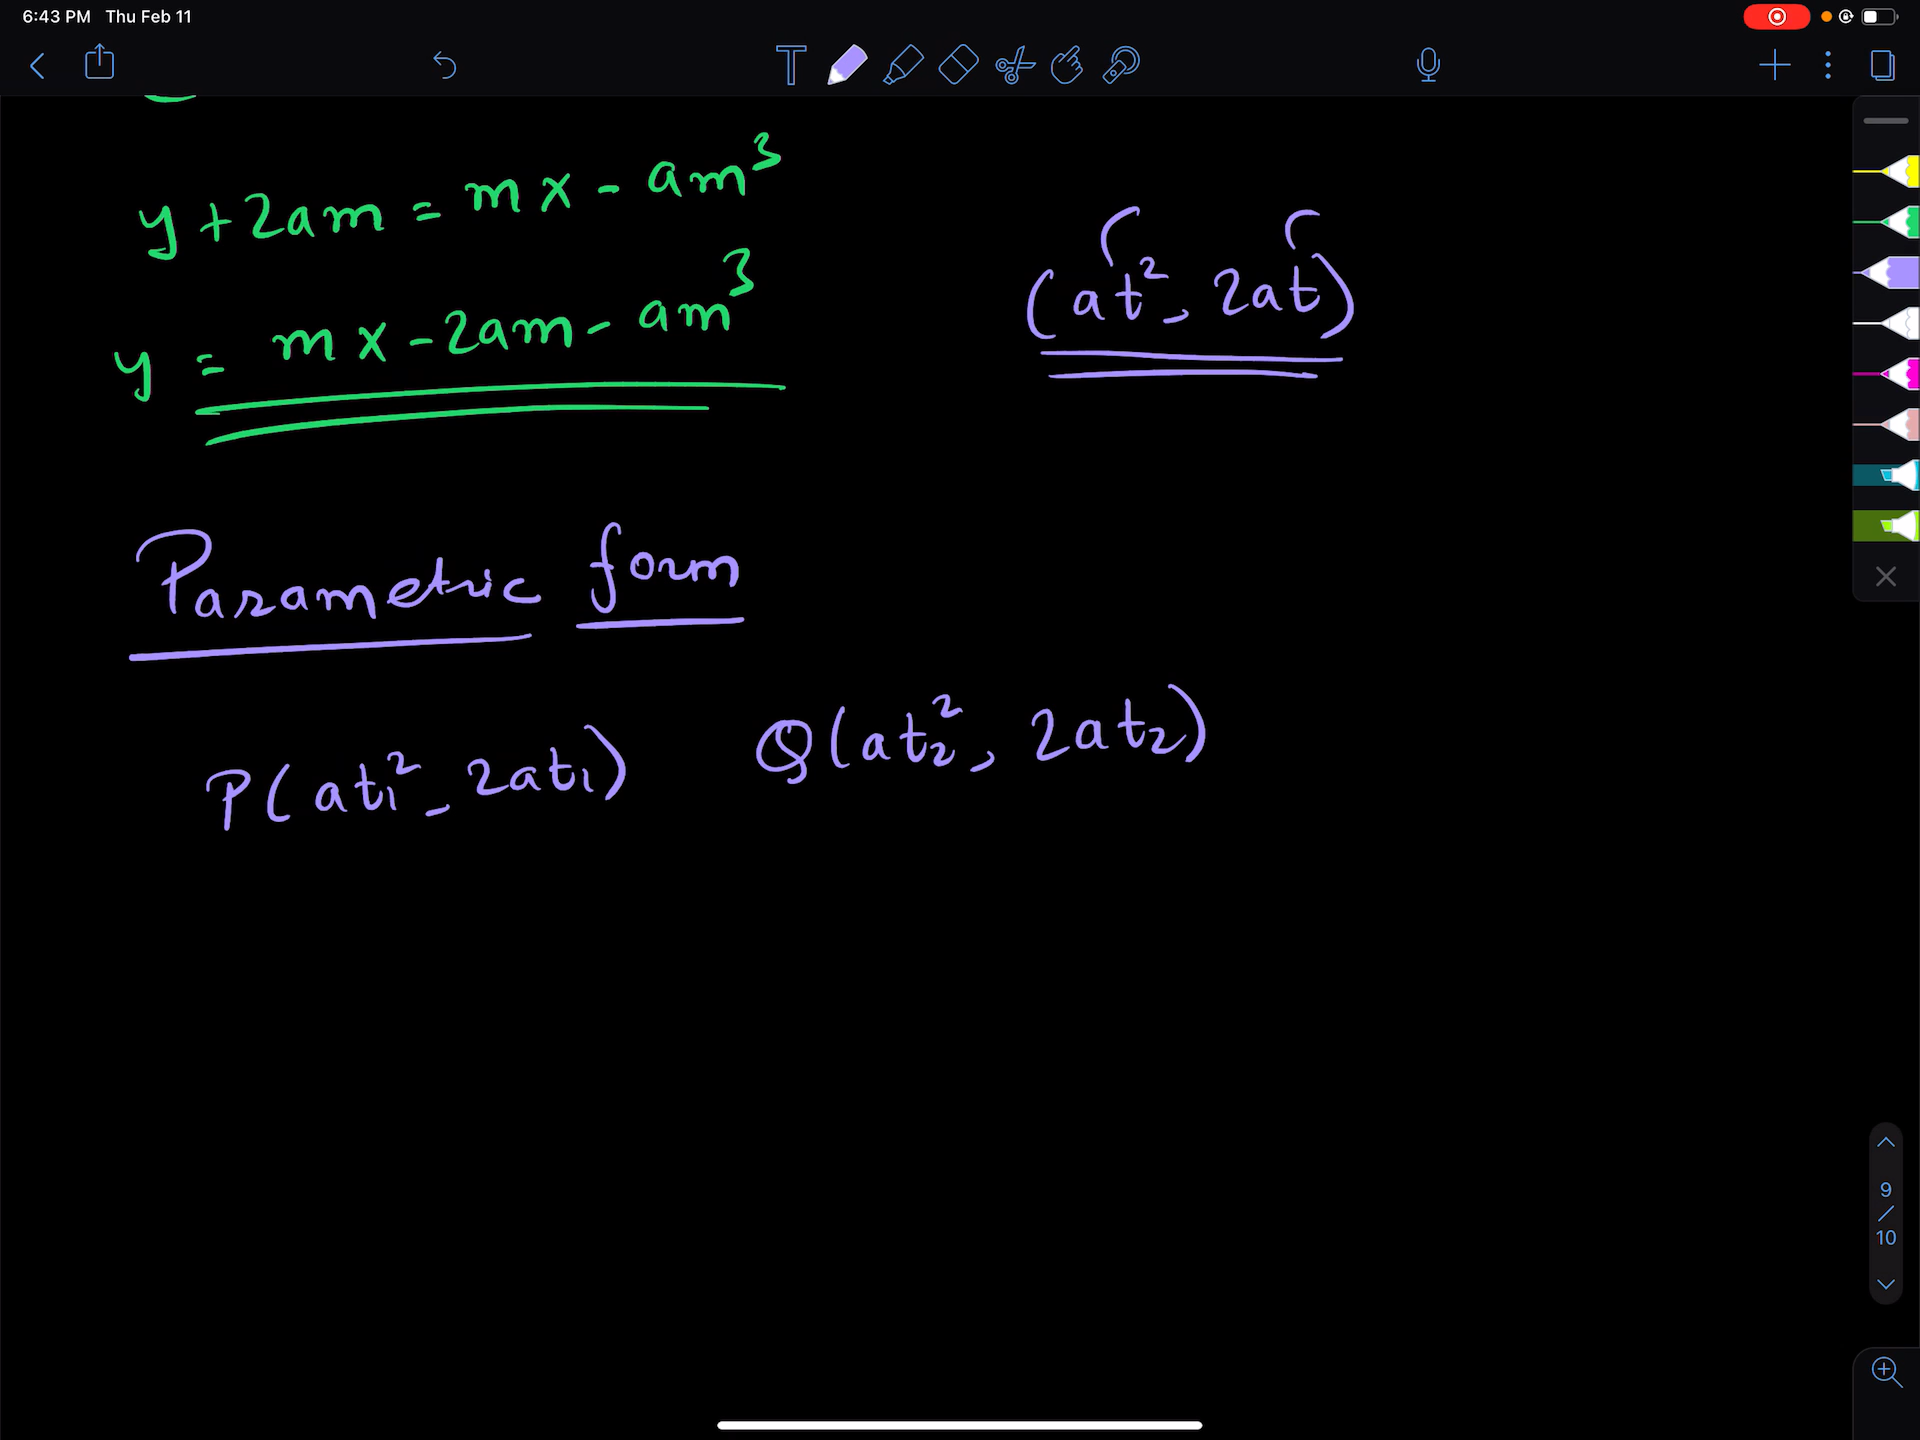 6:43 PM Thu Feb 11
y + 2am = mx - am³
y = mx - 2am - am³
(at², 2at)
Parametric form
P(at₁², 2at₁) Q(at₂², 2at₂)
9
/
10